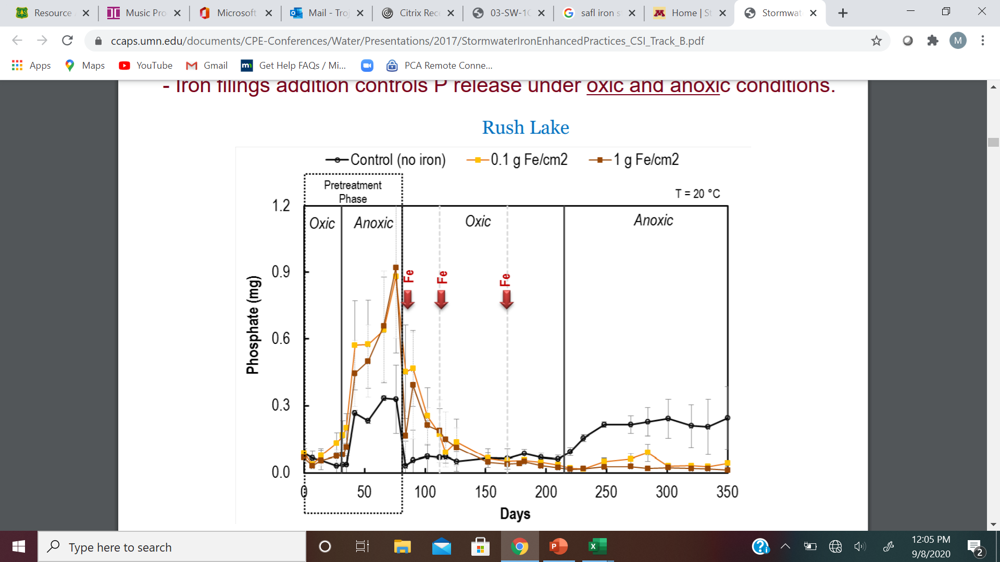 Resource
Music Pro
Microsoft
Mail - Tro
Citrix Rece
03-SW-1
safl iron s
Home | St
Stormwat
ccaps.umn.edu/documents/CPE-Conferences/Water/Presentations/2017/StormwaterIronEnhancedPractices_CSI_Track_B.pdf
M
Apps
Maps
YouTube
Gmail
mn
Get Help FAQs / Mi...
PCA Remote Conne...
- Iron filings addition controls P release under oxic and anoxic conditions.
Rush Lake
Control (no iron)
0.1 g Fe/cm2
1 g Fe/cm2
Pretreatment
Phase
T = 20 °C
1.2
Oxic
Anoxic
Oxic
Anoxic
0.9
Fe
Fe
Fe
Phosphate (mg)
0.6
0.3
0.0
0
50
100
150
200
250
300
350
Days
Type here to search
12:05 PM
9/8/2020
2